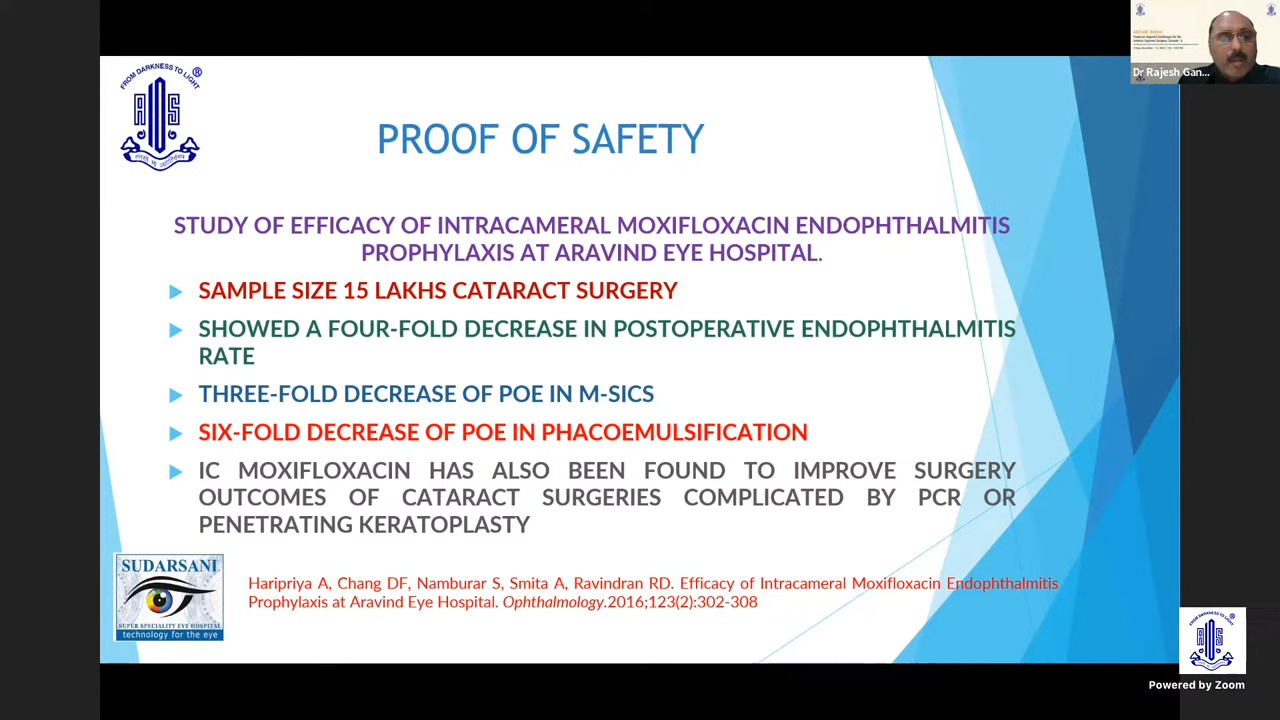 FROM DARKNESS TO LIGHT
®
AIOS
PROOF OF SAFETY
STUDY OF EFFICACY OF INTRACAMERAL MOXIFLOXACIN ENDOPHTHALMITIS
PROPHYLAXIS AT ARAVIND EYE HOSPITAL.
SAMPLE SIZE 15 LAKHS CATARACT SURGERY
SHOWED A FOUR-FOLD DECREASE IN POSTOPERATIVE ENDOPHTHALMITIS
RATE
THREE-FOLD DECREASE OF POE IN M-SICS
SIX-FOLD DECREASE OF POE IN PHACOEMULSIFICATION
IC MOXIFLOXACIN HAS ALSO BEEN FOUND TO IMPROVE SURGERY
OUTCOMES OF CATARACT SURGERIES COMPLICATED BY PCR OR
PENETRATING KERATOPLASTY
SUDARSANI
SUPER SPECIALITY EYE HOSPITAL
technology for the eye
Haripriya A, Chang DF, Namburar S, Smita A, Ravindran RD. Efficacy of Intracameral Moxifloxacin Endophthalmitis
Prophylaxis at Aravind Eye Hospital. Ophthalmology.2016;123(2):302-308
Dr Rajesh Gan...
FROM DARKNESS TO LIGHT
Powered by Zoom